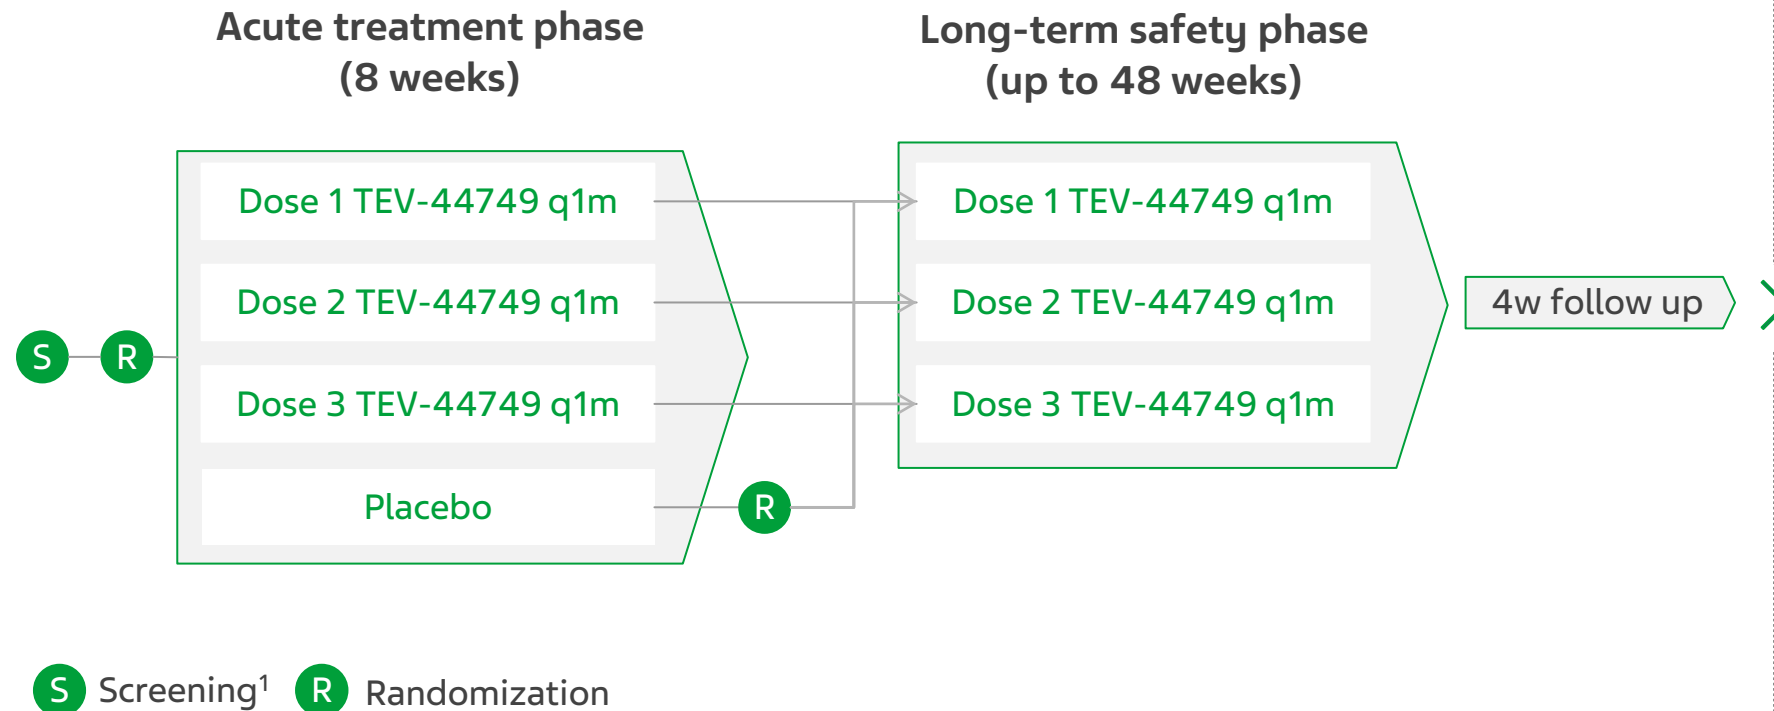 Acute treatment phase
(8 weeks)
Long-term safety phase
(up to 48 weeks)
Dose 1 TEV-44749 q1m
Dose 2 TEV-44749 q1m
Dose 3 TEV-44749 q1m
Placebo
S
R
R
Dose 1 TEV-44749 q1m
Dose 2 TEV-44749 q1m
Dose 3 TEV-44749 q1m
4w follow up
S Screening¹ R Randomization